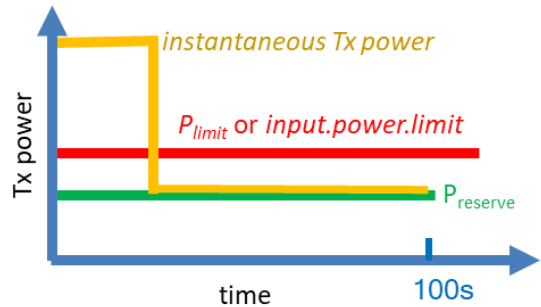 instantaneous Tx power
Plimit or input.power.limit
Tx power
Preserve
time
100s